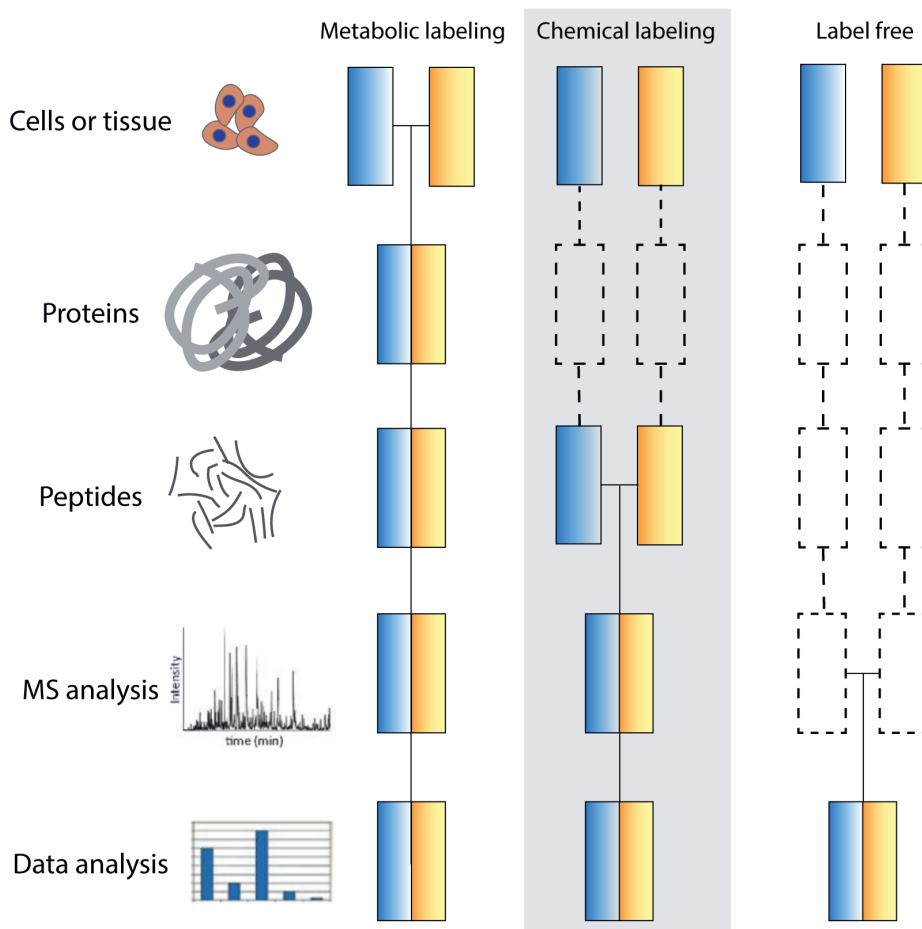 Metabolic labeling
Chemical labeling
Label free
Cells or tissue
Proteins
Peptides
MS analysis
Intensity
time (min)
Data analysis